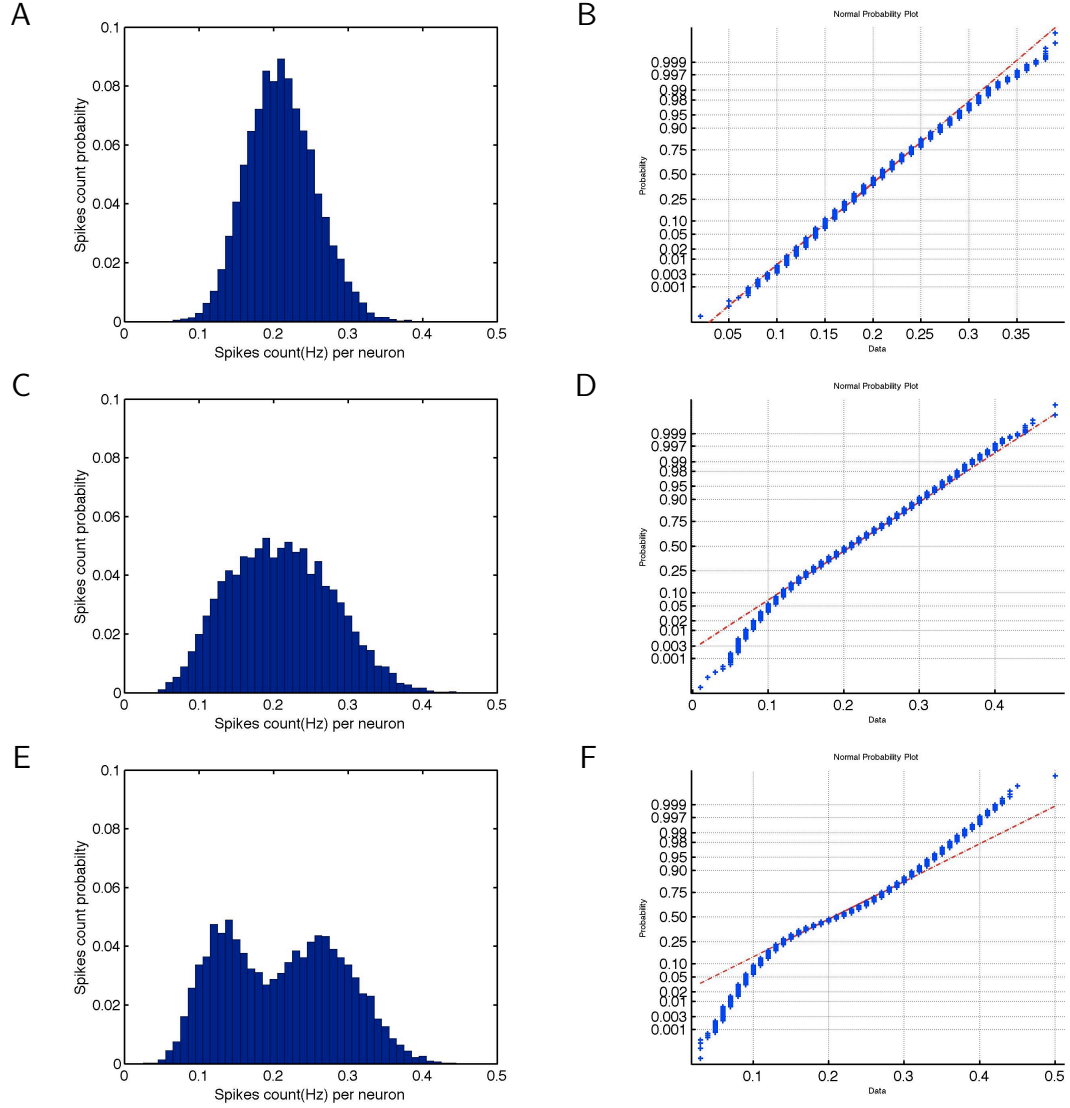 A
0.1
0.08
0.06
0.04
0.02
0
Spikes count probabilty
0 0.1 0.2 0.3 0.4 0.5
Spikes count(Hz) per neuron
B
Normal Probability Plot
0.999
0.997
0.99
0.98
0.95
0.90
0.75
0.50
0.25
0.10
0.05
0.02
0.01
0.003
0.001
Probability
0.05 0.1 0.15 0.2 0.25 0.3 0.35
Data
C
0.1
0.08
0.06
0.04
0.02
0
Spikes count probabilty
0 0.1 0.2 0.3 0.4 0.5
Spikes count(Hz) per neuron
D
Normal Probability Plot
0.999
0.997
0.99
0.98
0.95
0.90
0.75
0.50
0.25
0.10
0.05
0.02
0.01
0.003
0.001
Probability
0 0.1 0.2 0.3 0.4
Data
E
0.1
0.08
0.06
0.04
0.02
0
Spikes count probabilty
0 0.1 0.2 0.3 0.4 0.5
Spikes count(Hz) per neuron
F
Normal Probability Plot
0.999
0.997
0.99
0.98
0.95
0.90
0.75
0.50
0.25
0.10
0.05
0.02
0.01
0.003
0.001
Probability
0.1 0.2 0.3 0.4 0.5
Data